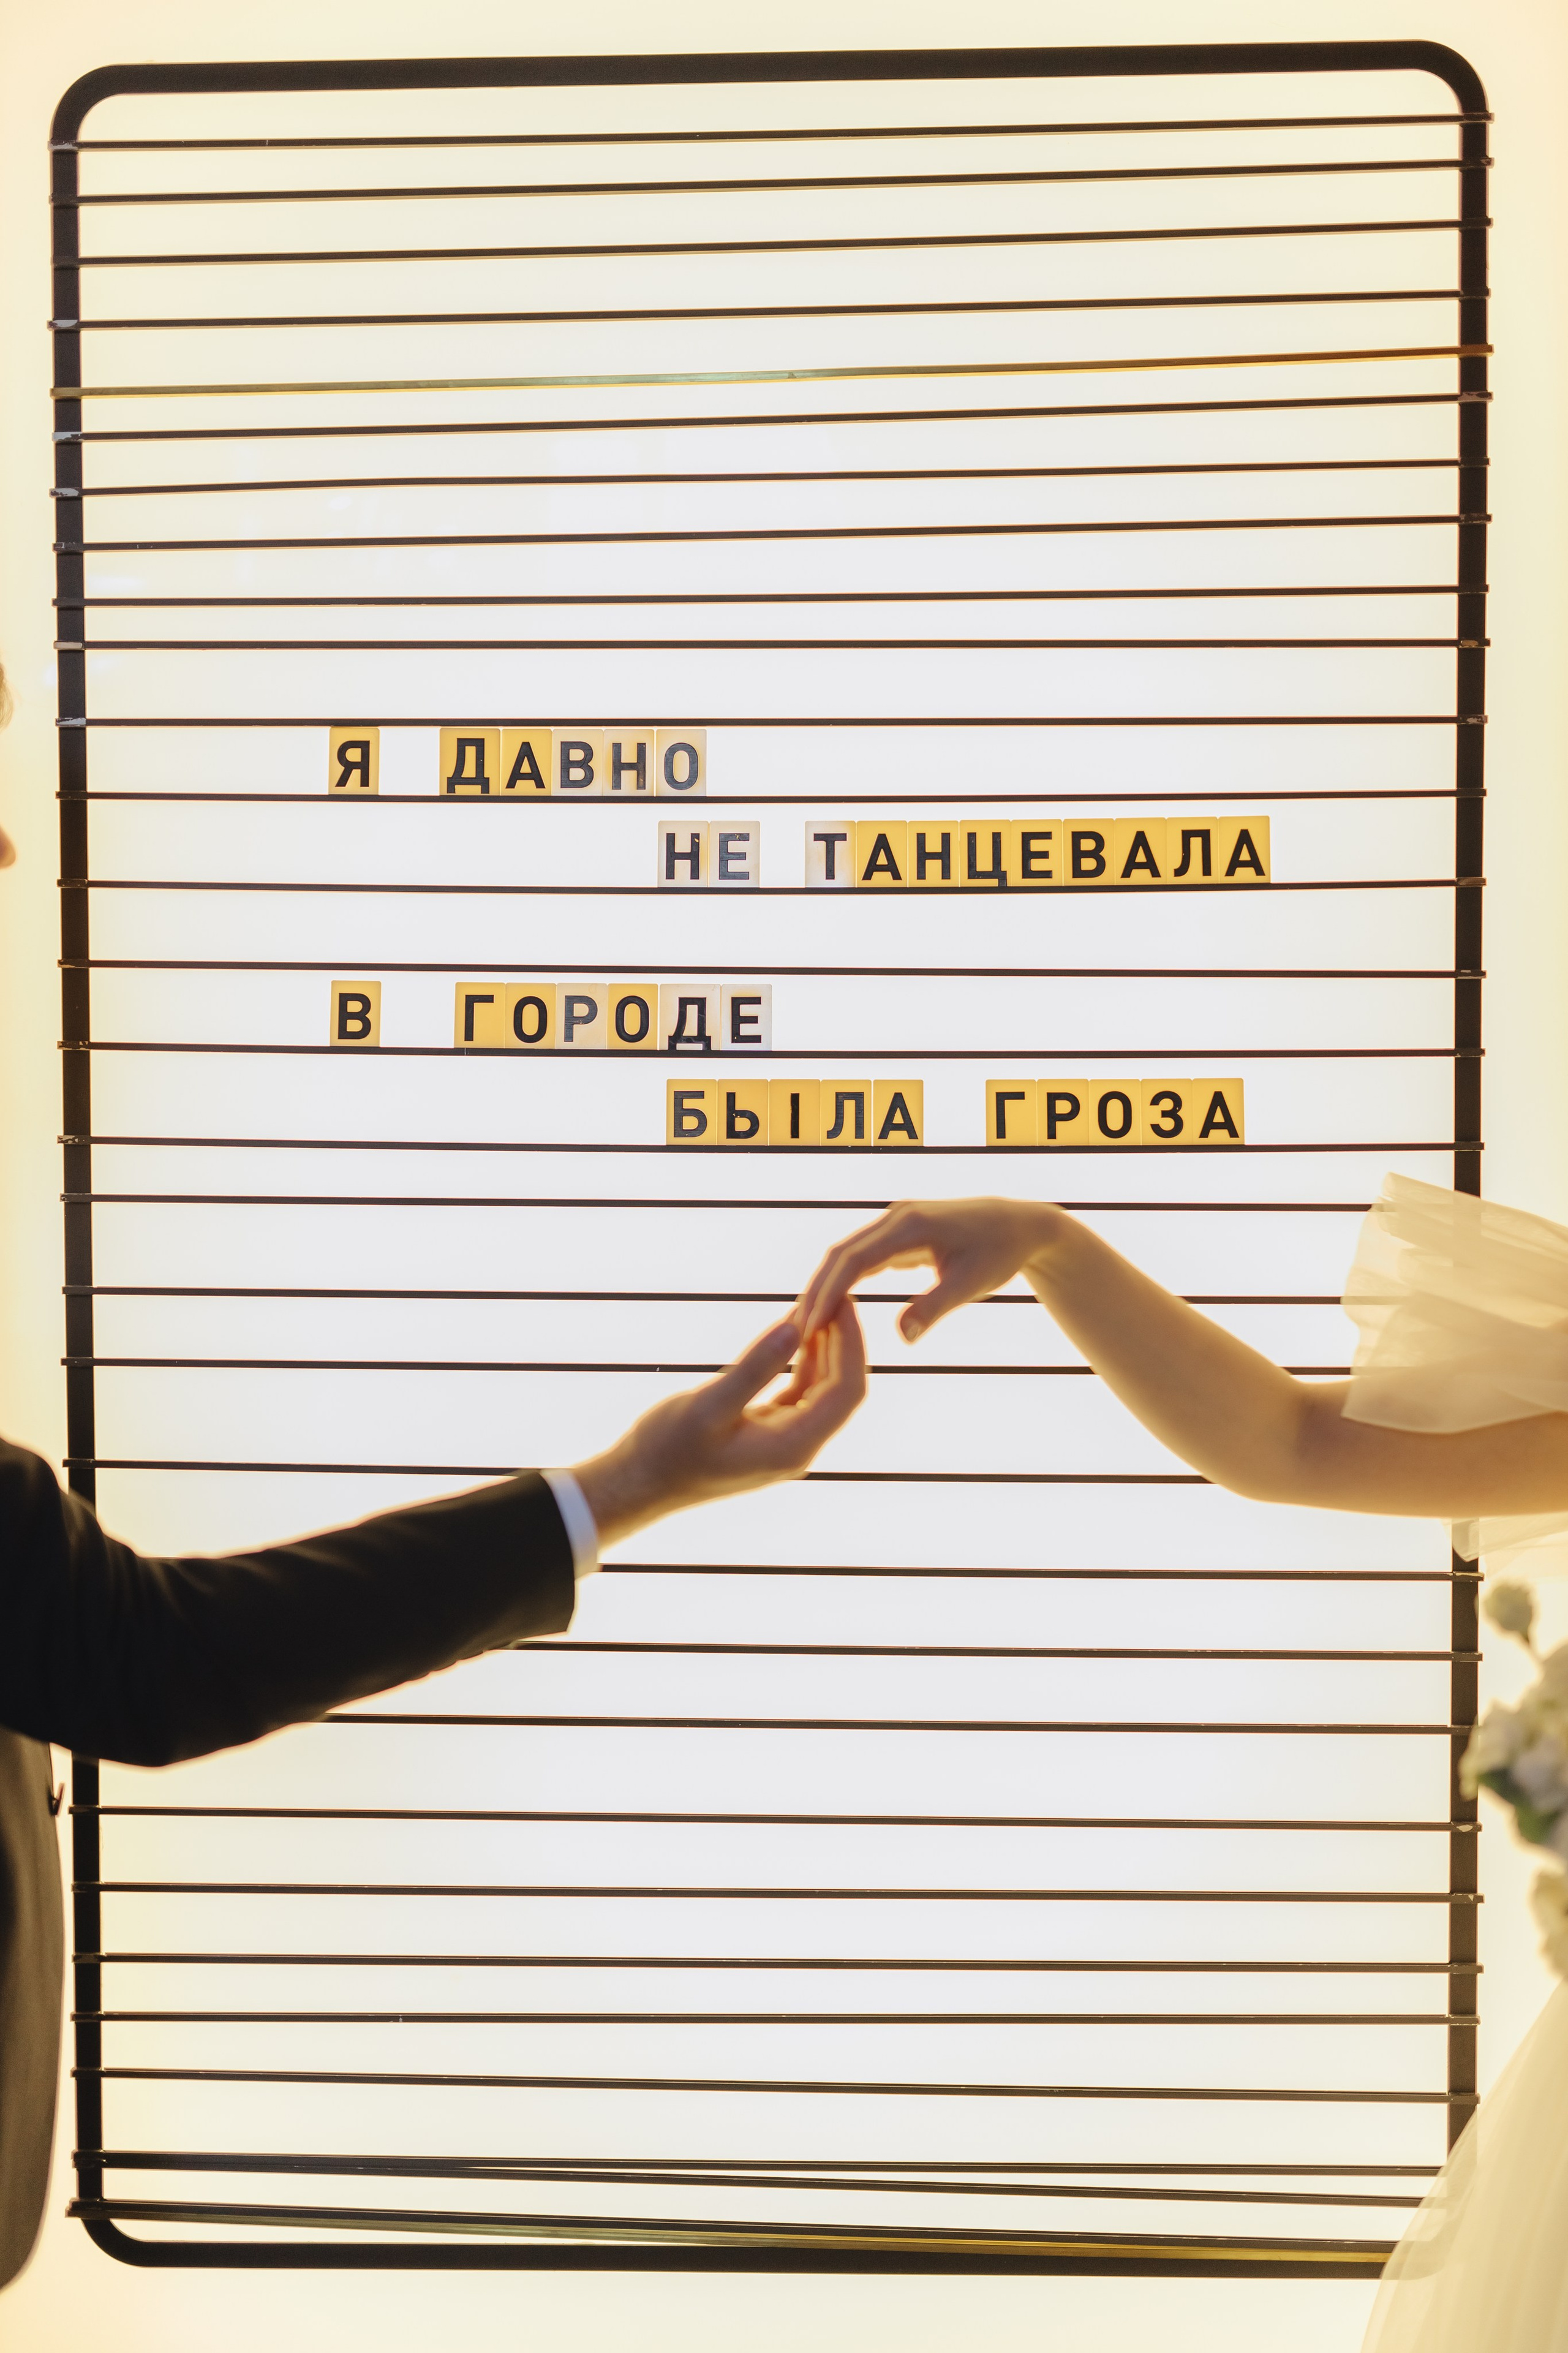 Я ДАВНО
НЕ ТАНЦЕВАЛА
В ГОРОДЕ
БЫЛА ГРОЗА